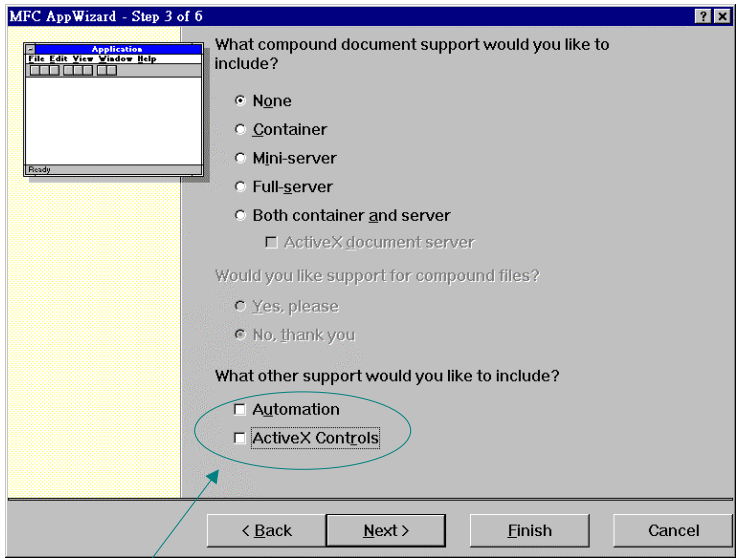 MFC AppWizard - Step 3 of 6
Application
File Edit View Window Help
Ready
What compound document support would you like to
include?
None
Container
Mini-server
Full-server
Both container and server
ActiveX document server
Would you like support for compound files?
Yes, please
No, thank you
What other support would you like to include?
Automation
ActiveX Controls
< Back
Next >
Finish
Cancel